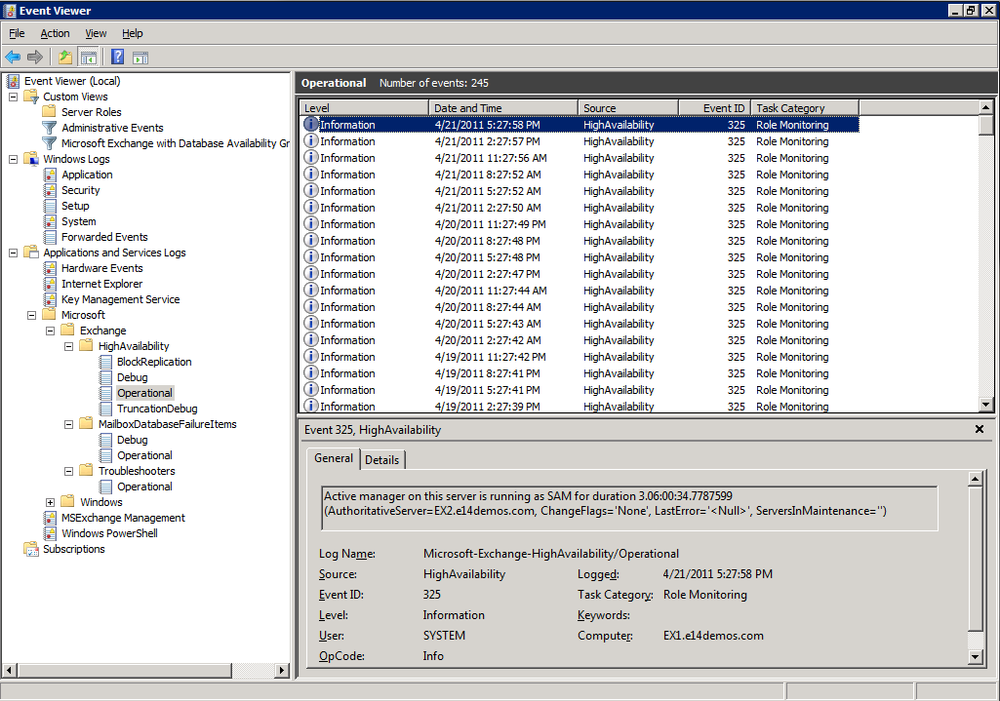 Event Viewer
File Action View Help
Event Viewer (Local)
Custom Views
Server Roles
Administrative Events
Microsoft Exchange with Database Availability Gr
Windows Logs
Application
Security
Setup
System
Forwarded Events
Applications and Services Logs
Hardware Events
Internet Explorer
Key Management Service
Microsoft
Exchange
HighAvailability
BlockReplication
Debug
Operational
TruncationDebug
MailboxDatabaseFailureItems
Debug
Operational
Troubleshooters
Operational
Windows
MSExchange Management
Windows PowerShell
Subscriptions
Operational Number of events: 245
Level Date and Time Source Event ID Task Category
Information 4/21/2011 5:27:58 PM HighAvailability 325 Role Monitoring
Information 4/21/2011 2:27:57 PM HighAvailability 325 Role Monitoring
Information 4/21/2011 11:27:56 AM HighAvailability 325 Role Monitoring
Information 4/21/2011 8:27:52 AM HighAvailability 325 Role Monitoring
Information 4/21/2011 5:27:52 AM HighAvailability 325 Role Monitoring
Information 4/21/2011 2:27:50 AM HighAvailability 325 Role Monitoring
Information 4/20/2011 11:27:49 PM HighAvailability 325 Role Monitoring
Information 4/20/2011 8:27:48 PM HighAvailability 325 Role Monitoring
Information 4/20/2011 5:27:48 PM HighAvailability 325 Role Monitoring
Information 4/20/2011 2:27:47 PM HighAvailability 325 Role Monitoring
Information 4/20/2011 11:27:44 AM HighAvailability 325 Role Monitoring
Information 4/20/2011 8:27:44 AM HighAvailability 325 Role Monitoring
Information 4/20/2011 5:27:43 AM HighAvailability 325 Role Monitoring
Information 4/20/2011 2:27:42 AM HighAvailability 325 Role Monitoring
Information 4/19/2011 11:27:42 PM HighAvailability 325 Role Monitoring
Information 4/19/2011 8:27:41 PM HighAvailability 325 Role Monitoring
Information 4/19/2011 5:27:41 PM HighAvailability 325 Role Monitoring
Information 4/19/2011 2:27:39 PM HighAvailability 325 Role Monitoring
Event 325, HighAvailability
General Details
Active manager on this server is running as SAM for duration 3.06:00:34.7787599
(AuthoritativeServer=EX2.e14demos.com, ChangeFlags='None', LastError='<Null>', ServersInMaintenance='')
Log Name: Microsoft-Exchange-HighAvailability/Operational
Source: HighAvailability Logged: 4/21/2011 5:27:58 PM
Event ID: 325 Task Category: Role Monitoring
Level: Information Keywords:
User: SYSTEM Computer: EX1.e14demos.com
OpCode: Info